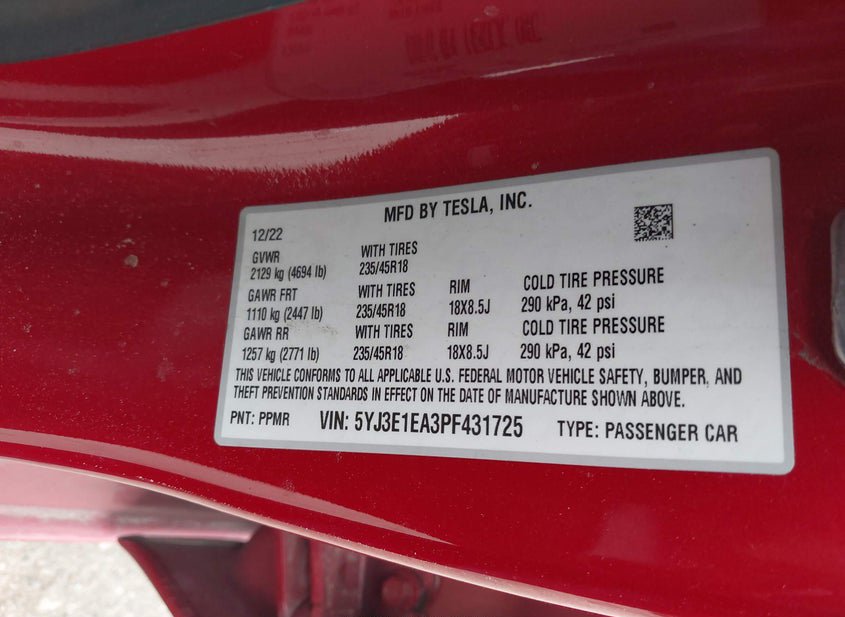 MFD BY TESLA, INC.
12/22
GVWR WITH TIRES
2129 kg (4694 lb) 235/45R18
GAWR FRT WITH TIRES RIM COLD TIRE PRESSURE
1110 kg (2447 lb) 235/45R18 18X8.5J 290 kPa, 42 psi
GAWR RR WITH TIRES RIM COLD TIRE PRESSURE
1257 kg (2771 lb) 235/45R18 18X8.5J 290 kPa, 42 psi
THIS VEHICLE CONFORMS TO ALL APPLICABLE U.S. FEDERAL MOTOR VEHICLE SAFETY, BUMPER, AND
THEFT PREVENTION STANDARDS IN EFFECT ON THE DATE OF MANUFACTURE SHOWN ABOVE.
PNT: PPMR VIN: 5YJ3E1EA3PF431725 TYPE: PASSENGER CAR